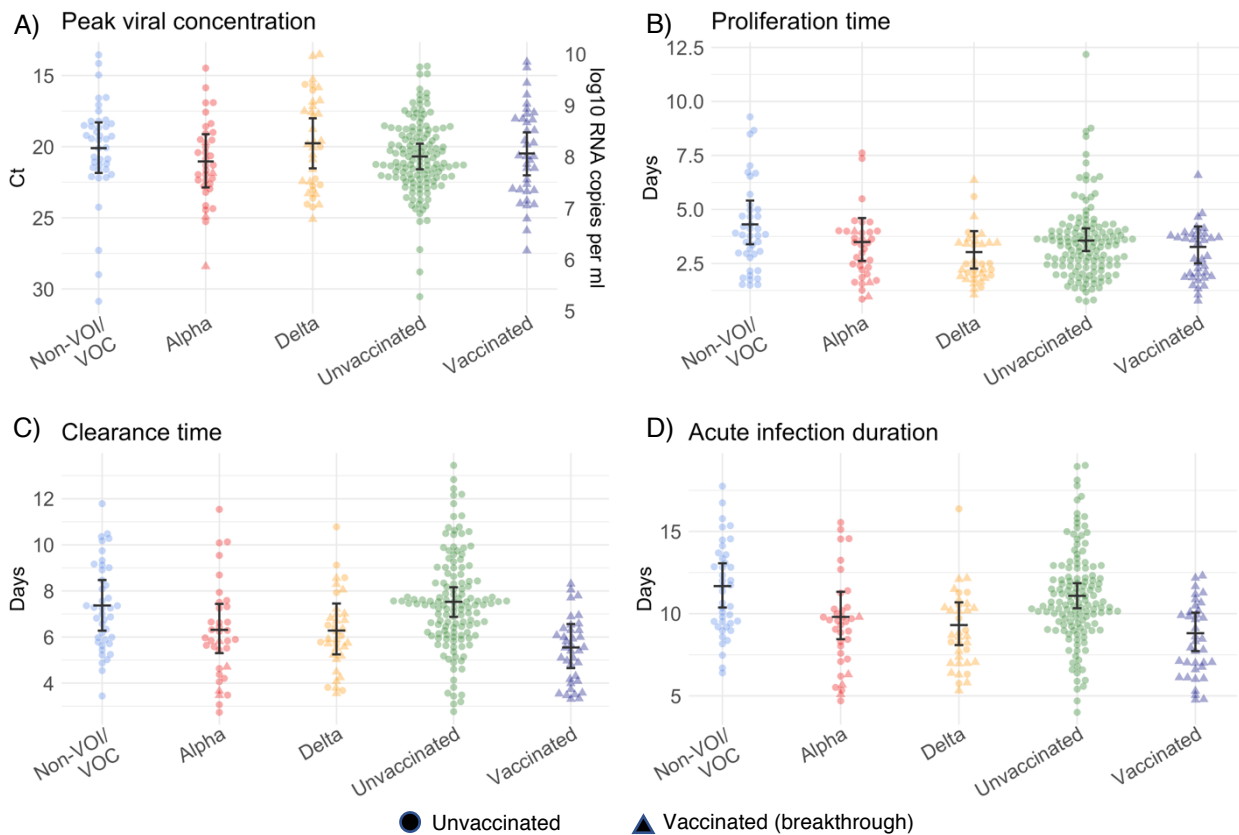 A) Peak viral concentration
15
20
25
30
Ct
10
9
8
7
6
5
log10 RNA copies per ml
Non-VOI/
VOC
Alpha
Delta
Unvaccinated
Vaccinated
B) Proliferation time
12.5
10.0
7.5
5.0
2.5
Days
Non-VOI/
VOC
Alpha
Delta
Unvaccinated
Vaccinated
C) Clearance time
12
10
8
6
4
Days
Non-VOI/
VOC
Alpha
Delta
Unvaccinated
Vaccinated
D) Acute infection duration
15
10
5
Days
Non-VOI/
VOC
Alpha
Delta
Unvaccinated
Vaccinated
Unvaccinated
Vaccinated (breakthrough)